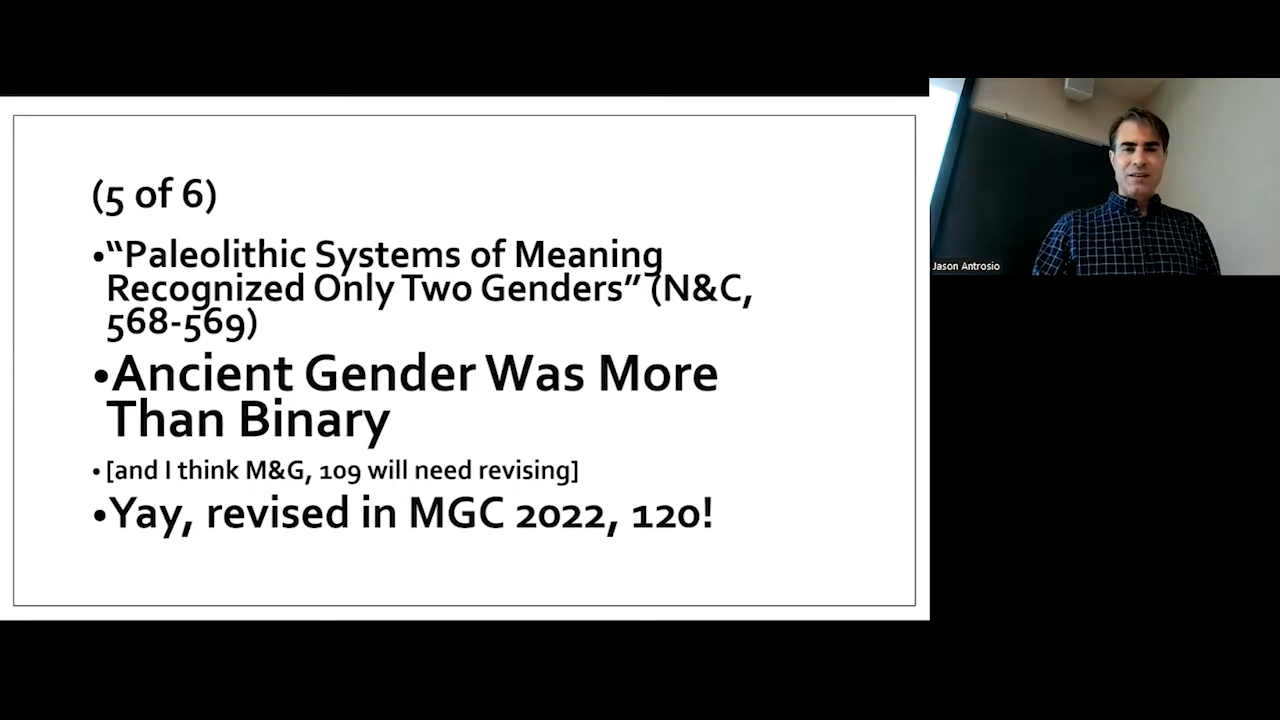 (5 of 6)
•“Paleolithic Systems of Meaning
Recognized Only Two Genders” (N&C,
568-569)
•Ancient Gender Was More
Than Binary
•[and I think M&G, 109 will need revising]
•Yay, revised in MGC 2022, 120!
Jason Antrosio